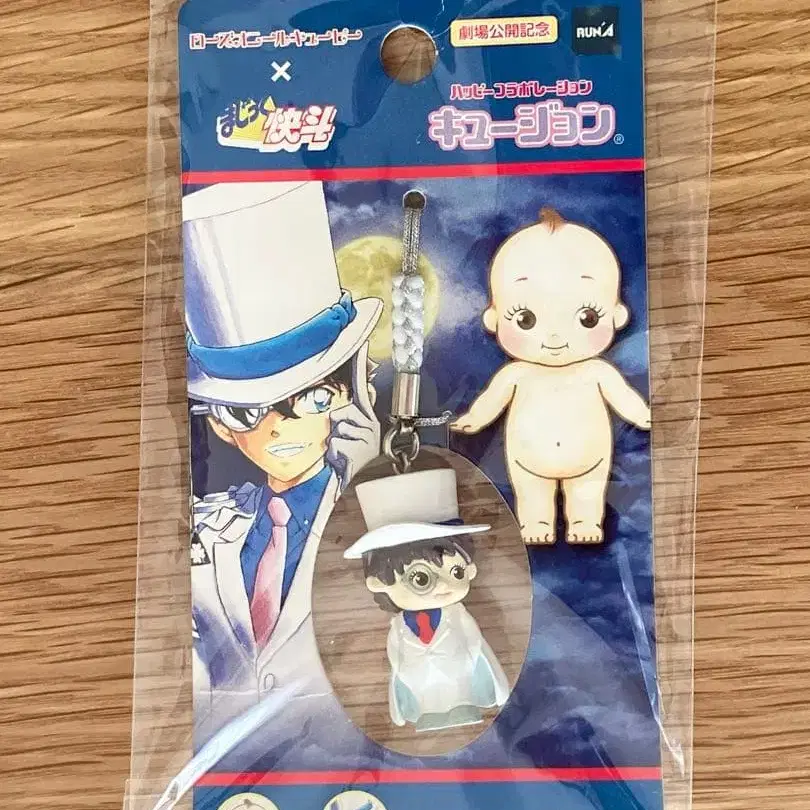 ローズオニールキューピー
×
まじっく快斗
劇場公開記念
RUN'A
ハッピーコラボレーション
キュージョン®